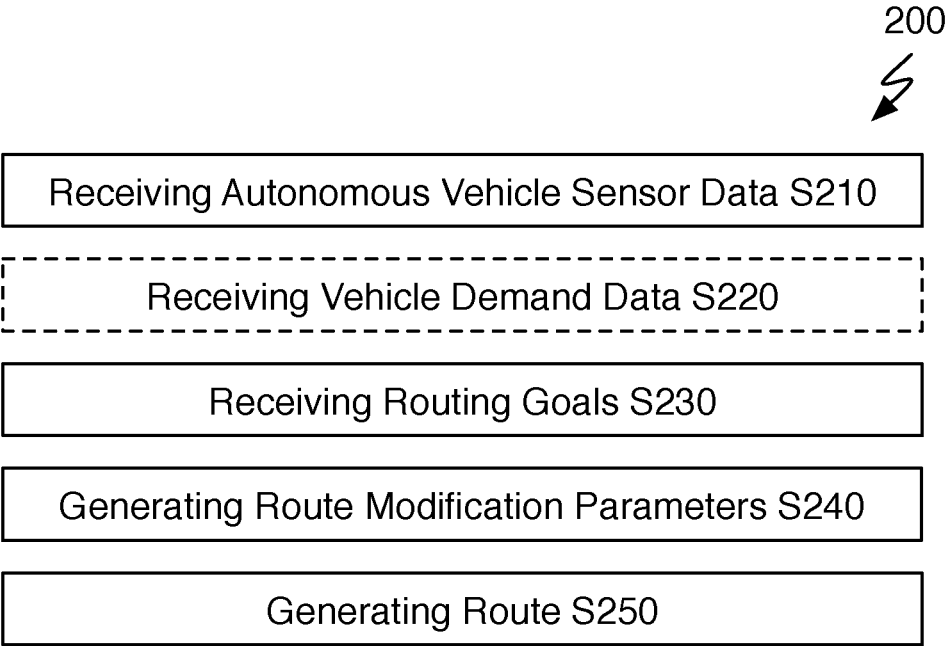 200
Receiving Autonomous Vehicle Sensor Data S210
Receiving Vehicle Demand Data S220
Receiving Routing Goals S230
Generating Route Modification Parameters S240
Generating Route S250